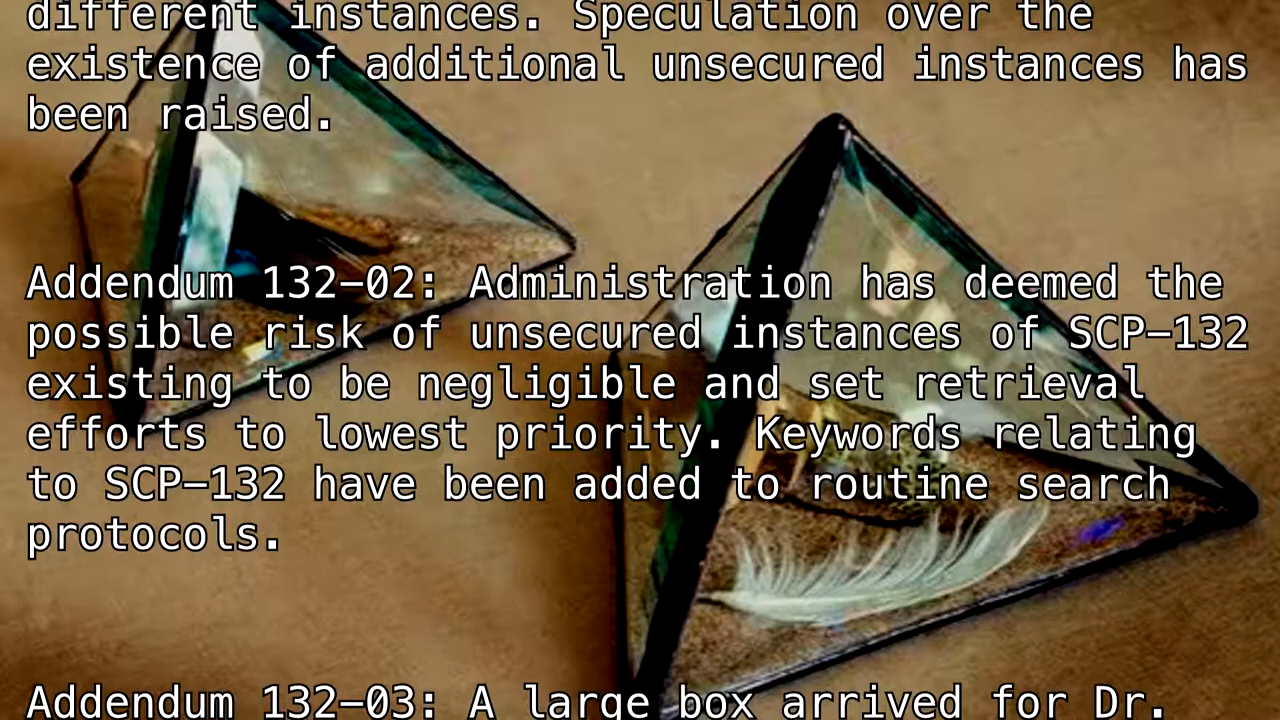 different instances. Speculation over the
existence of additional unsecured instances has
been raised.
Addendum 132-02: Administration has deemed the
possible risk of unsecured instances of SCP-132
existing to be negligible and set retrieval
efforts to lowest priority. Keywords relating
to SCP-132 have been added to routine search
protocols.
Addendum 132-03: A large box arrived for Dr.